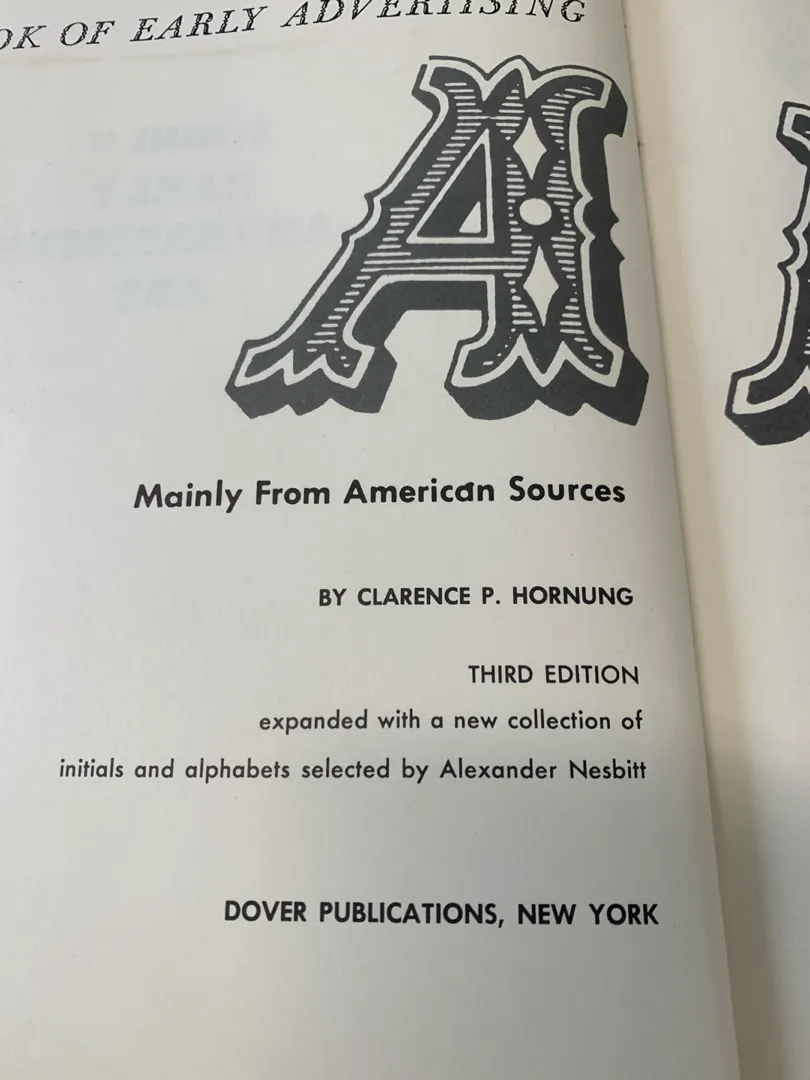 OK OF EARLY ADVERTISING
A
Mainly From American Sources
BY CLARENCE P. HORNUNG
THIRD EDITION
expanded with a new collection of
initials and alphabets selected by Alexander Nesbitt
DOVER PUBLICATIONS, NEW YORK